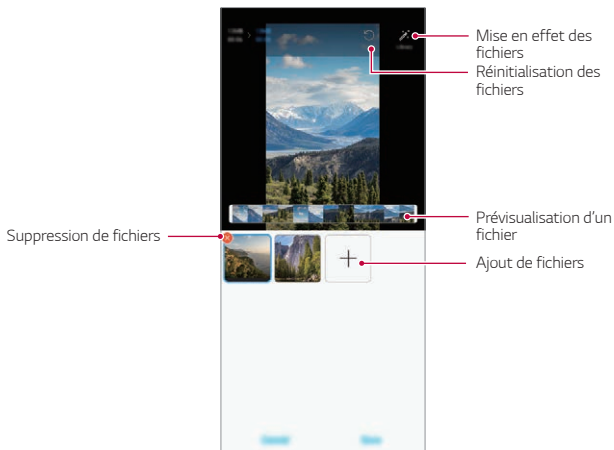 Mise en effet des
fichiers
Réinitialisation des
fichiers
Prévisualisation d'un
fichier
Suppression de fichiers
Ajout de fichiers